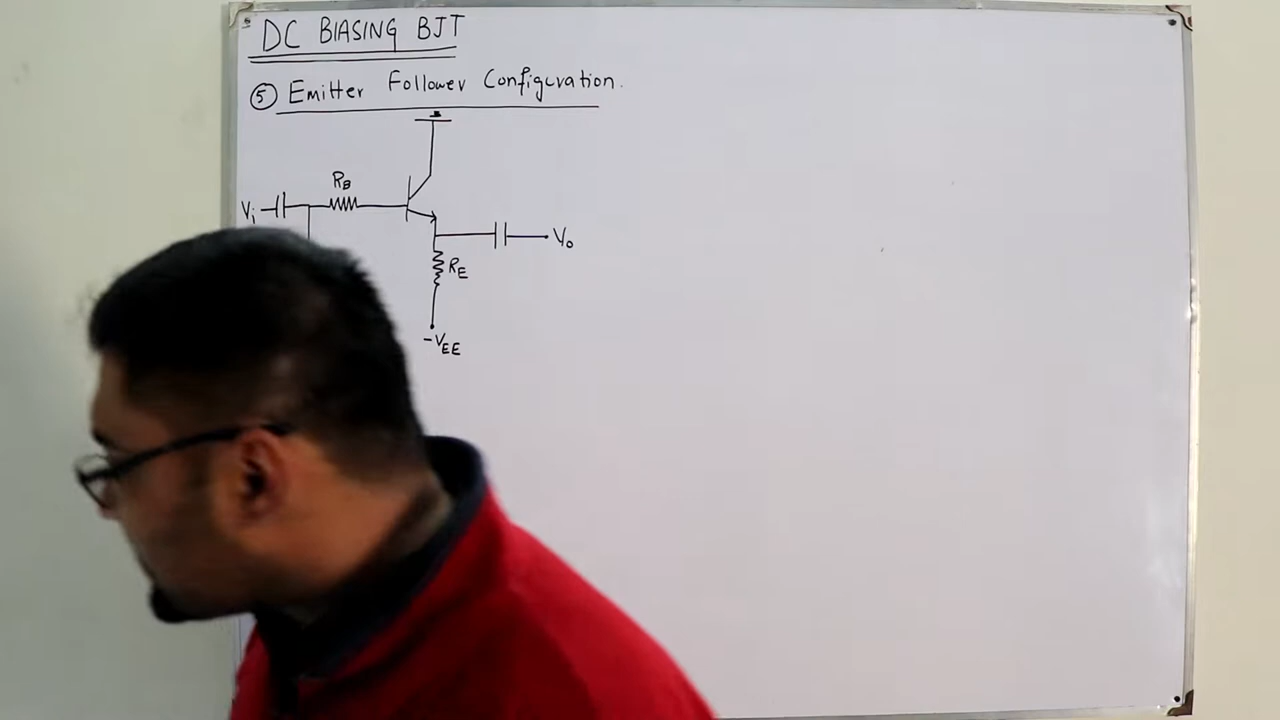 DC BIASING BJT
5 Emitter Follower Configuration.
RB
Vi
Vo
RE
-VEE